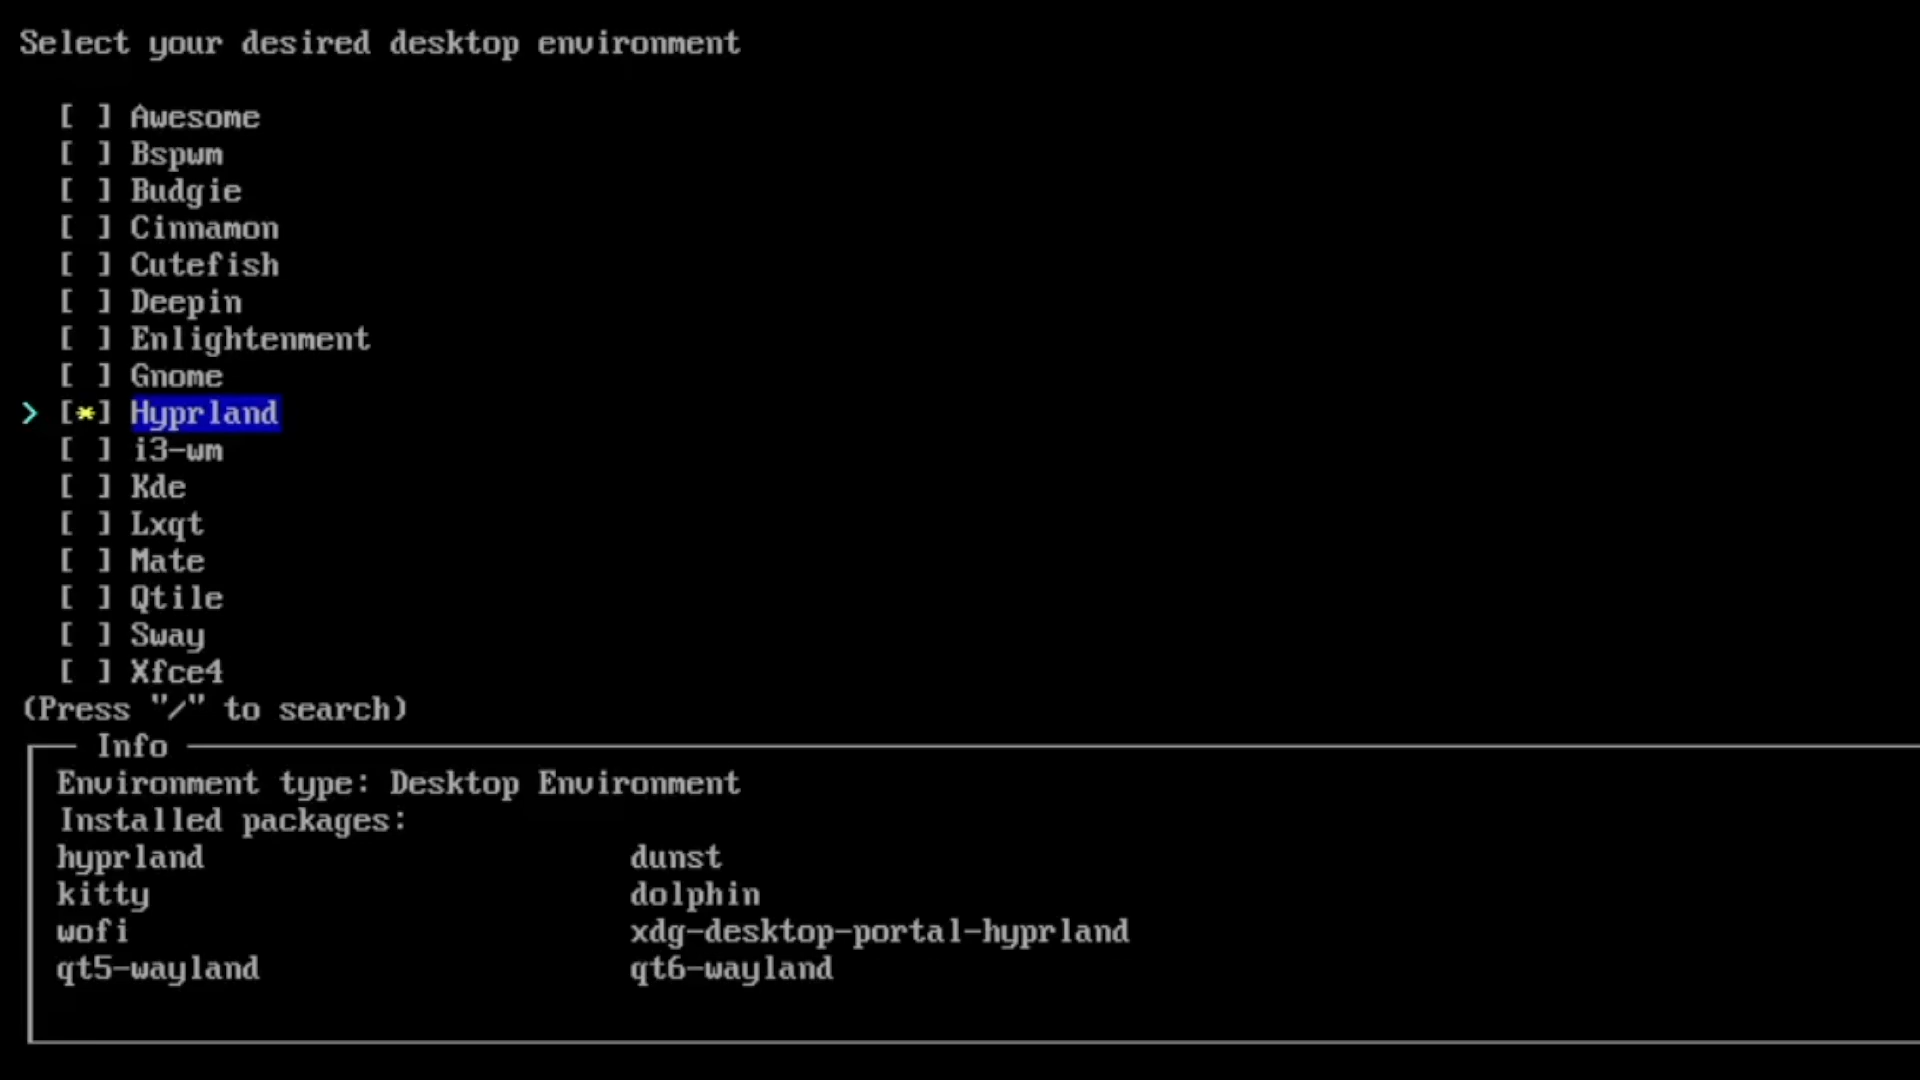 Select your desired desktop environment
[ ] Awesome
[ ] Bspwm
[ ] Budgie
[ ] Cinnamon
[ ] Cutefish
[ ] Deepin
[ ] Enlightenment
[ ] Gnome
> [*] Hyprland
[ ] i3-wm
[ ] Kde
[ ] Lxqt
[ ] Mate
[ ] Qtile
[ ] Sway
[ ] Xfce4
(Press "/" to search)
Info
Environment type: Desktop Environment
Installed packages:
hyprland dunst
kitty dolphin
wofi xdg-desktop-portal-hyprland
qt5-wayland qt6-wayland